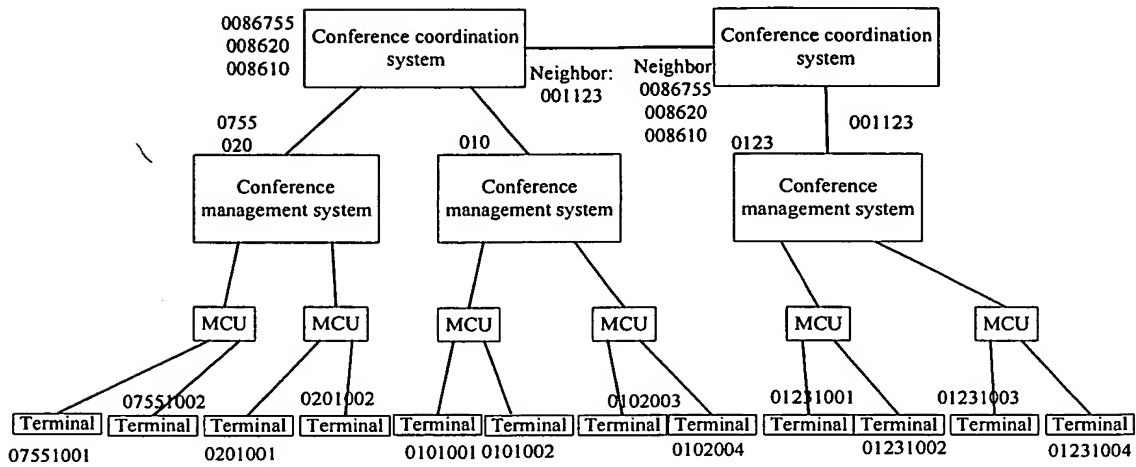 0086755
008620
008610
Conference coordination
system
Conference coordination
system
Neighbor:
001123
Neighbor
0086755
008620
008610
0755
020
010
0123
001123
Conference
management system
Conference
management system
Conference
management system
MCU
MCU
MCU
MCU
MCU
MCU
07551002
0201002
0102003
01231001
01231003
Terminal
Terminal
Terminal
Terminal
Terminal
Terminal
Terminal
Terminal
Terminal
Terminal
Terminal
Terminal
07551001
0201001
0101001
0101002
0102004
01231002
01231004